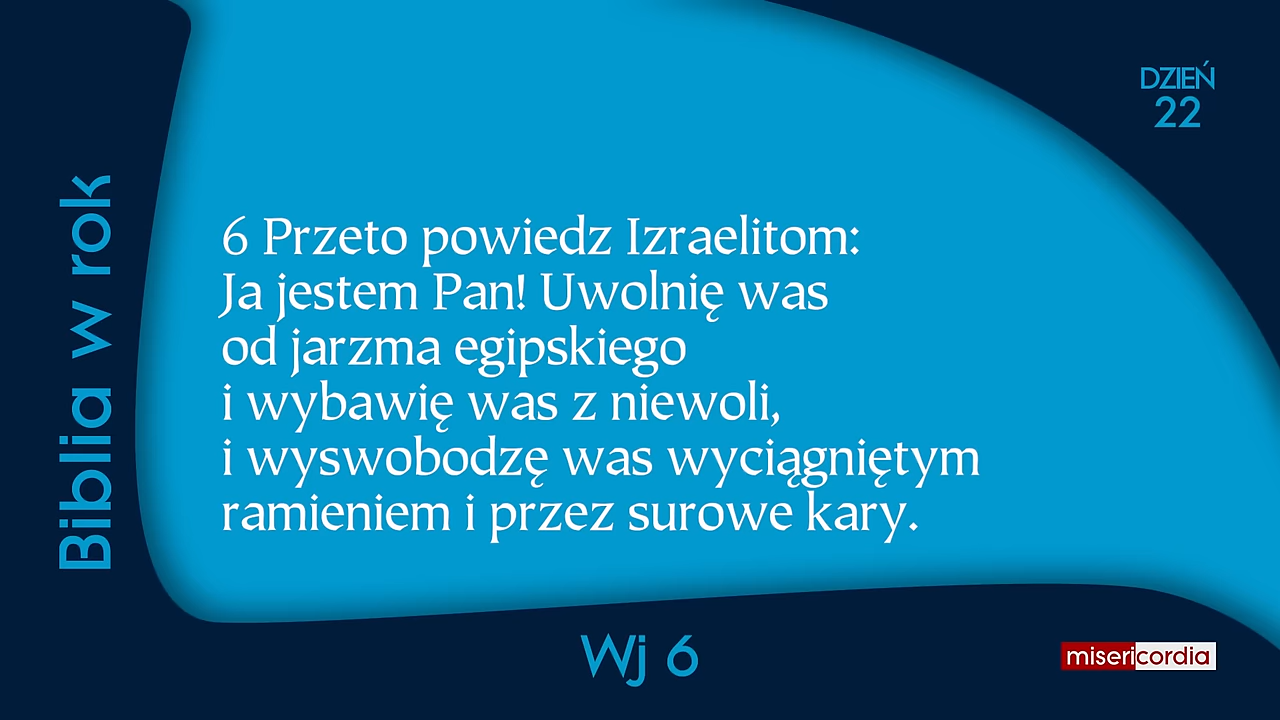 DZIEŃ
22
Biblia w rok
6 Przeto powiedz Izraelitom:
Ja jestem Pan! Uwolnię was
od jarzma egipskiego
i wybawię was z niewoli,
i wyswobodzę was wyciągniętym
ramieniem i przez surowe kary.
Wj 6
misericordia